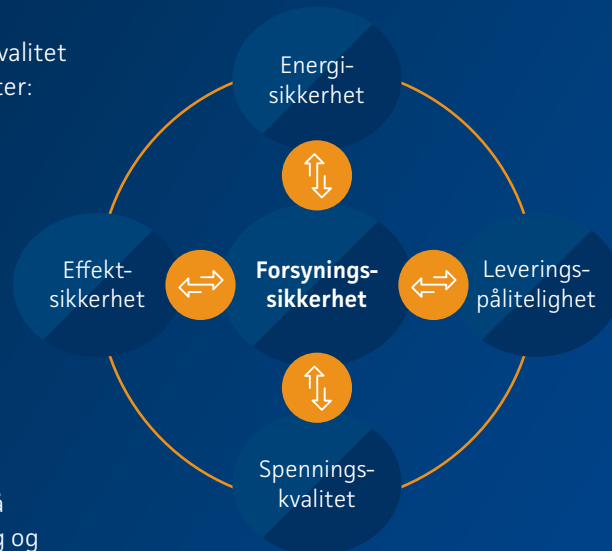 valitet
ter:
Energi-
sikkerhet
Effekt-
sikkerhet
Forsynings-
sikkerhet
Leverings-
pålitelighet
Spennings-
kvalitet
å
g og